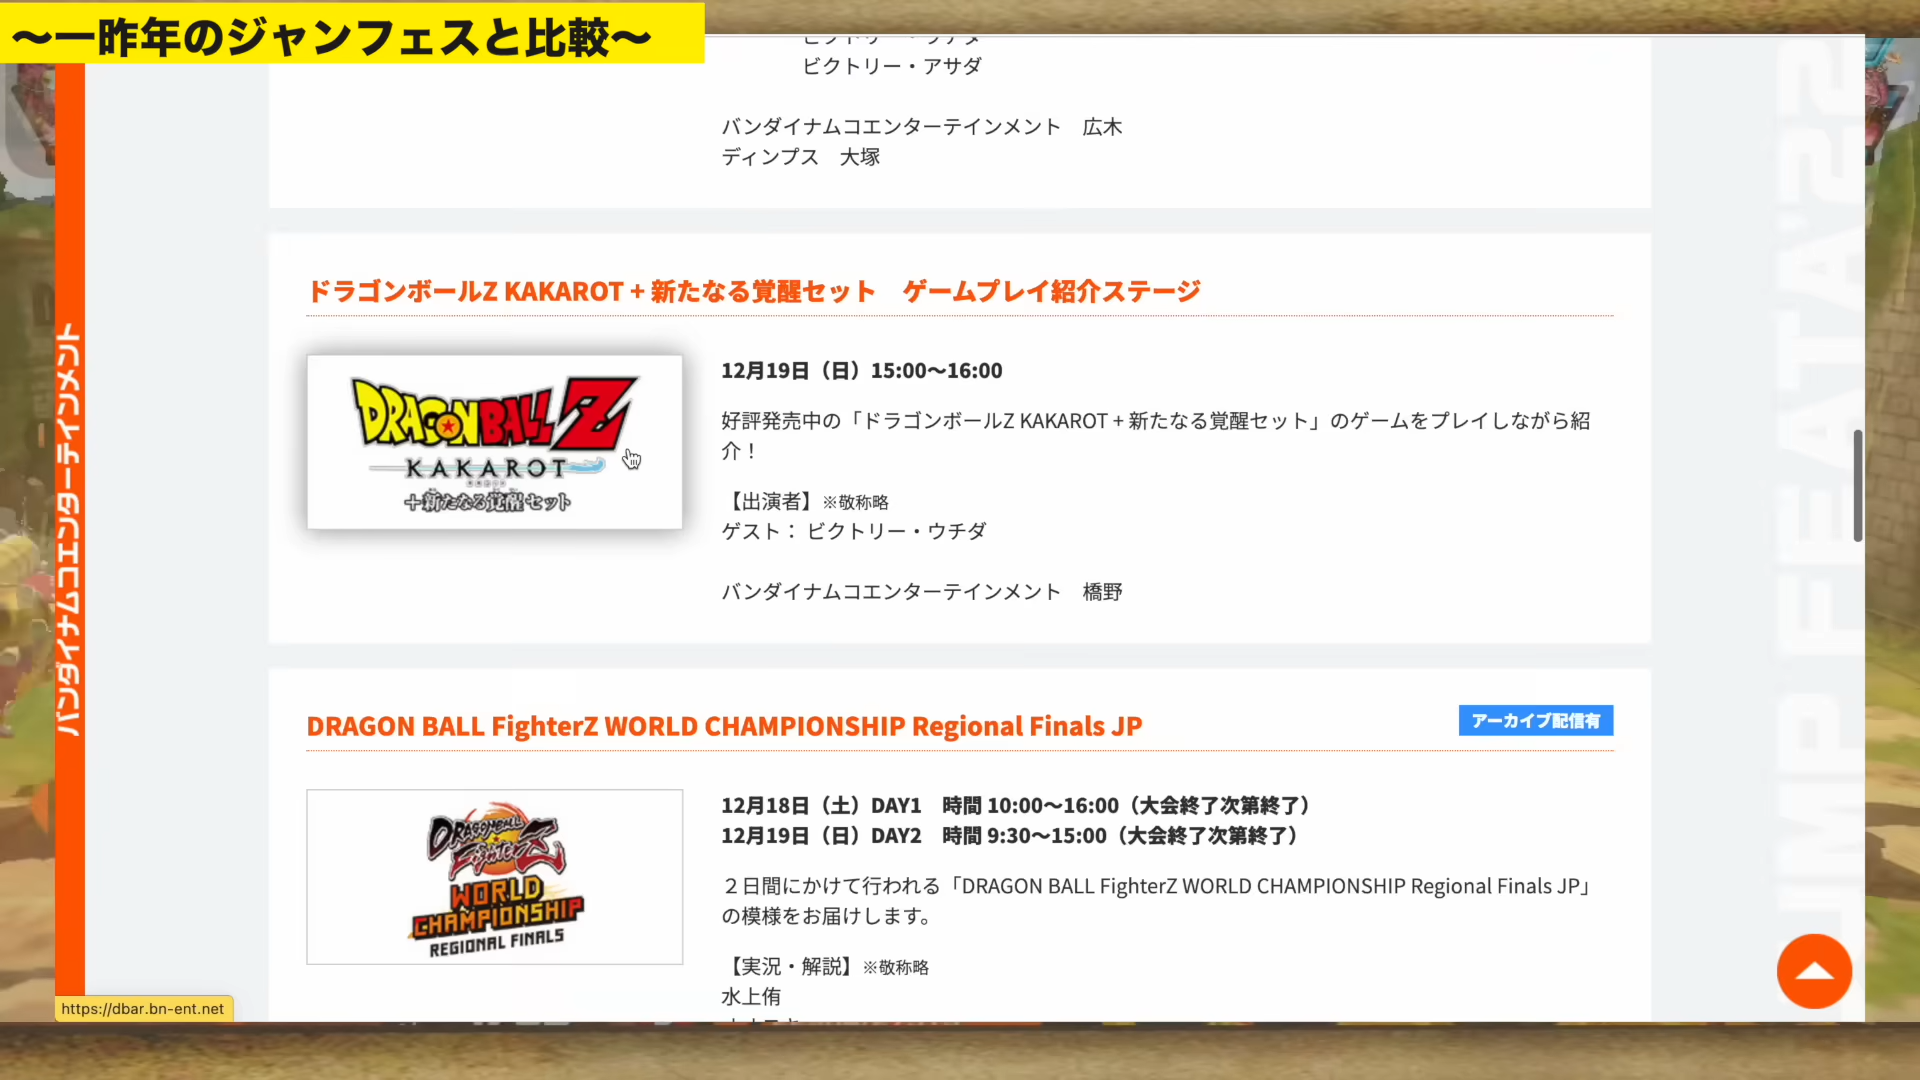 〜一昨年のジャンフェスと比較〜
ビクトリー・ウチダ
ビクトリー・アサダ
バンダイナムコエンターテインメント　広木
ディンプス　大塚
ドラゴンボールZ KAKAROT + 新たなる覚醒セット　ゲームプレイ紹介ステージ
DRAGON BALL Z
KAKAROT
+新たなる覚醒セット
12月19日（日）15:00〜16:00
好評発売中の「ドラゴンボールZ KAKAROT + 新たなる覚醒セット」のゲームをプレイしながら紹
介！
【出演者】※敬称略
ゲスト： ビクトリー・ウチダ
バンダイナムコエンターテインメント　橋野
DRAGON BALL FighterZ WORLD CHAMPIONSHIP Regional Finals JP
アーカイブ配信有
DRAGONBALL
FighterZ
WORLD
CHAMPIONSHIP
REGIONAL FINALS
12月18日（土）DAY1　時間 10:00〜16:00（大会終了次第終了）
12月19日（日）DAY2　時間 9:30〜15:00（大会終了次第終了）
２日間にかけて行われる「DRAGON BALL FighterZ WORLD CHAMPIONSHIP Regional Finals JP」
の模様をお届けします。
【実況・解説】※敬称略
水上侑
バンダイナムコエンターテインメント
https://dbar.bn-ent.net